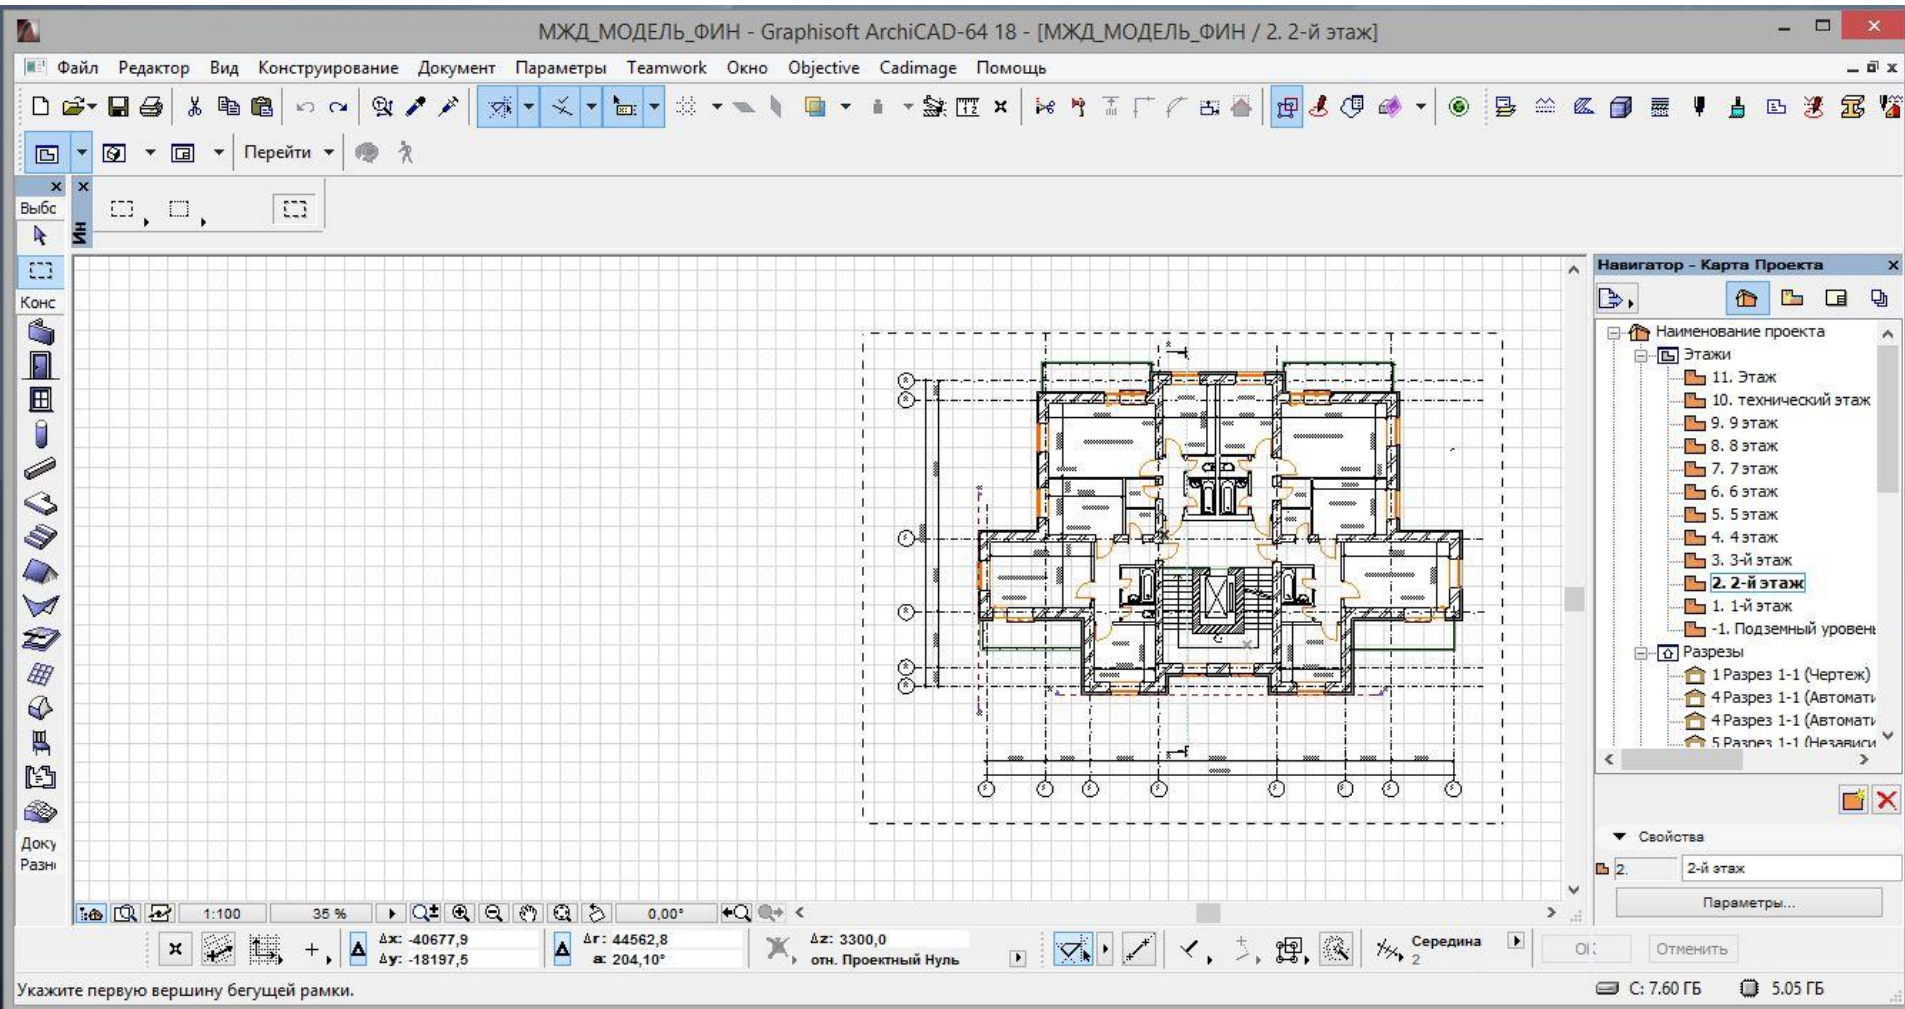 МЖД_МОДЕЛЬ_ФИН - Graphisoft ArchiCAD-64 18 - [МЖД_МОДЕЛЬ_ФИН / 2. 2-й этаж]
Файл Редактор Вид Конструирование Документ Параметры Teamwork Окно Objective Cadimage Помощь
Перейти
Выбс
Ин
Конс
Доку
Разн
Навигатор - Карта Проекта
Наименование проекта
Этажи
11. Этаж
10. технический этаж
9. 9 этаж
8. 8 этаж
7. 7 этаж
6. 6 этаж
5. 5 этаж
4. 4 этаж
3. 3-й этаж
2. 2-й этаж
1. 1-й этаж
-1. Подземный уровень
Разрезы
1 Разрез 1-1 (Чертеж)
4 Разрез 1-1 (Автомати
4 Разрез 1-1 (Автомати
5 Разрез 1-1 (Независи
Свойства
2. 2-й этаж
Параметры...
1:100 35 % 0,00°
Δx: -40677,9 Δr: 44562,8 Δz: 3300,0 Середина
Δy: -18197,5 a: 204,10° отн. Проектный Нуль 2
Отменить
Укажите первую вершину бегущей рамки.
C: 7.60 ГБ 5.05 ГБ